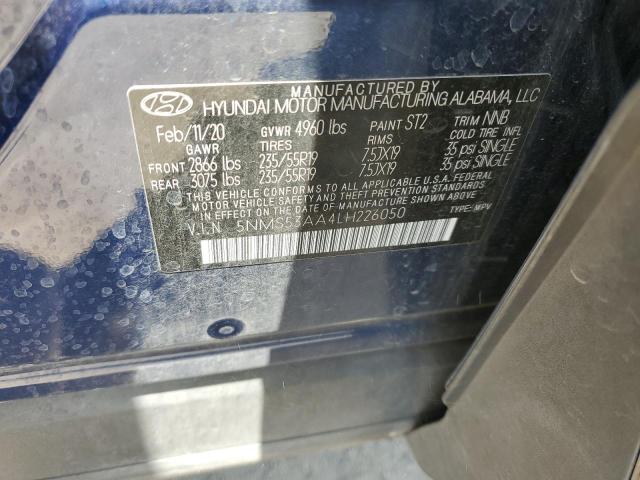 MANUFACTURED BY
HYUNDAI MOTOR MANUFACTURING ALABAMA, LLC
Feb/11/20 GVWR 4960 lbs PAINT ST2 TRIM NNB
GAWR TIRES RIMS COLD TIRE INFL
FRONT 2866 lbs 235/55R19 7.5JX19 35 psi SINGLE
REAR 3075 lbs 235/55R19 7.5JX19 35 psi SINGLE
THIS VEHICLE CONFORMS TO ALL APPLICABLE U.S.A. FEDERAL
MOTOR VEHICLE SAFETY BUMPER, AND THEFT PREVENTION STANDARDS
IN EFFECT ON THE DATE OF MANUFACTURE SHOWN ABOVE.
V.I.N 5NMS53AA4LH226050 TYPE: MPV